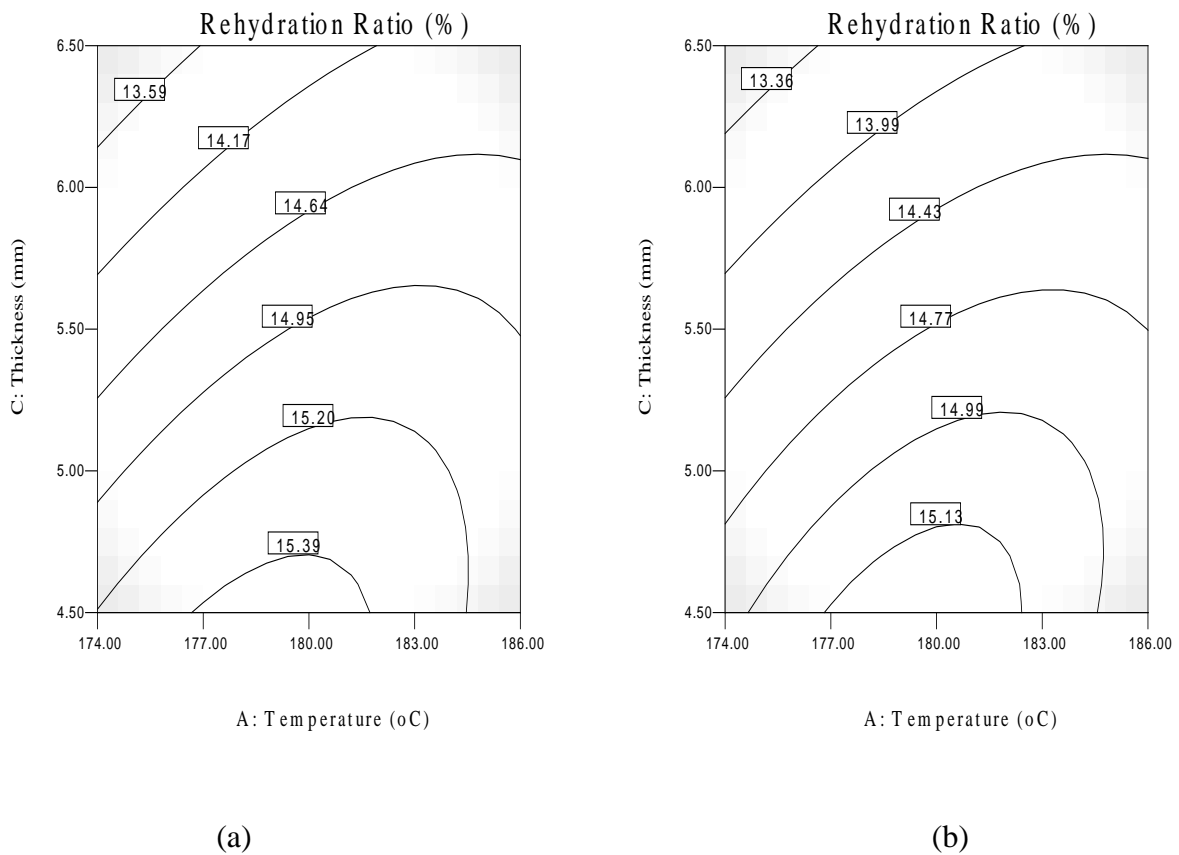 Rehydration Ratio (%)
6.50
6.00
5.50
5.00
4.50
C: Thickness (mm)
13.59
14.17
14.64
14.95
15.20
15.39
174.00 177.00 180.00 183.00 186.00
A: Temperature (oC)
(a)
Rehydration Ratio (%)
6.50
6.00
5.50
5.00
4.50
C: Thickness (mm)
13.36
13.99
14.43
14.77
14.99
15.13
174.00 177.00 180.00 183.00 186.00
A: Temperature (oC)
(b)